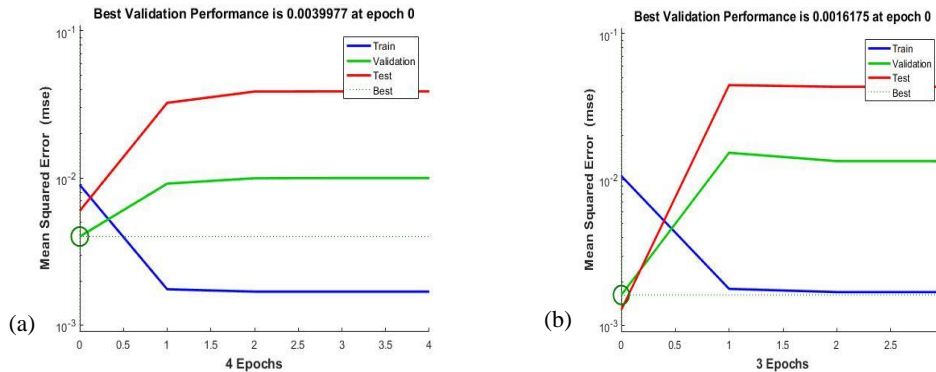 Best Validation Performance is 0.0039977 at epoch 0
Mean Squared Error (mse)
10⁻¹
10⁻²
10⁻³
Train
Validation
Test
Best
0 0.5 1 1.5 2 2.5 3 3.5 4
4 Epochs
(a)
Best Validation Performance is 0.0016175 at epoch 0
Mean Squared Error (mse)
10⁻¹
10⁻²
10⁻³
Train
Validation
Test
Best
0 0.5 1 1.5 2 2.5
3 Epochs
(b)